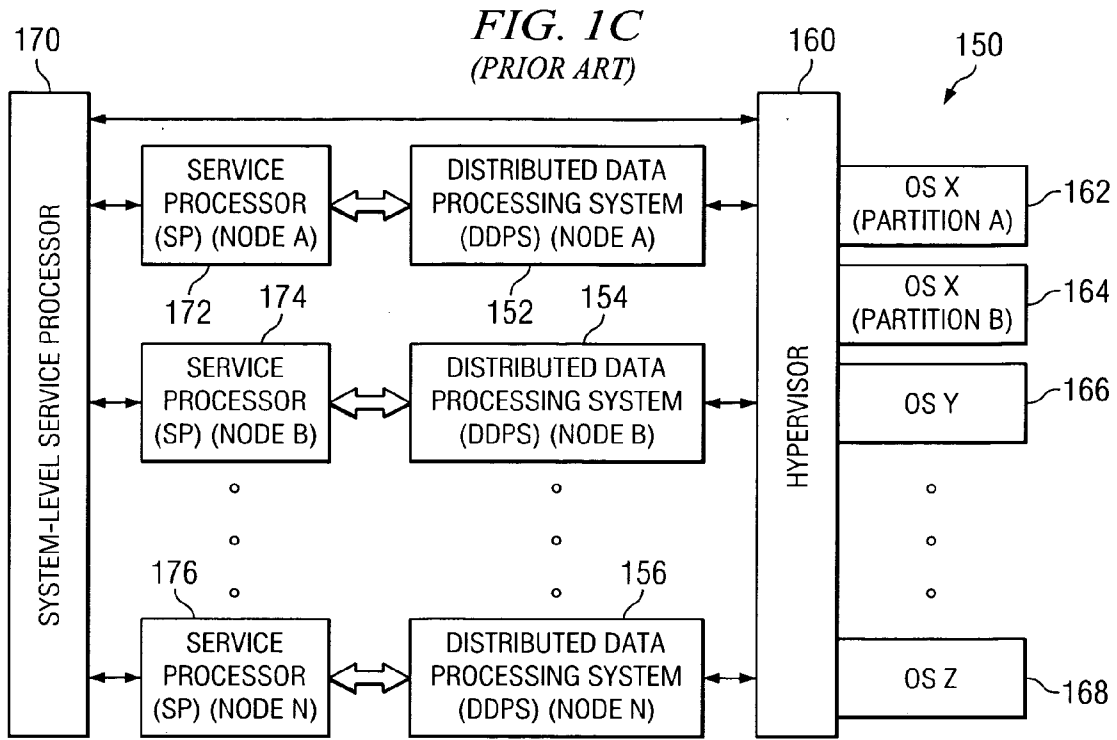 FIG. 1C
(PRIOR ART)
170
160
150
SYSTEM-LEVEL SERVICE PROCESSOR
SERVICE
PROCESSOR
(SP) (NODE A)
172
DISTRIBUTED DATA
PROCESSING SYSTEM
(DDPS) (NODE A)
152
HYPERVISOR
OS X
(PARTITION A)
162
OS X
(PARTITION B)
164
174
SERVICE
PROCESSOR
(SP) (NODE B)
154
DISTRIBUTED DATA
PROCESSING SYSTEM
(DDPS) (NODE B)
OS Y
166
176
SERVICE
PROCESSOR
(SP) (NODE N)
156
DISTRIBUTED DATA
PROCESSING SYSTEM
(DDPS) (NODE N)
OS Z
168